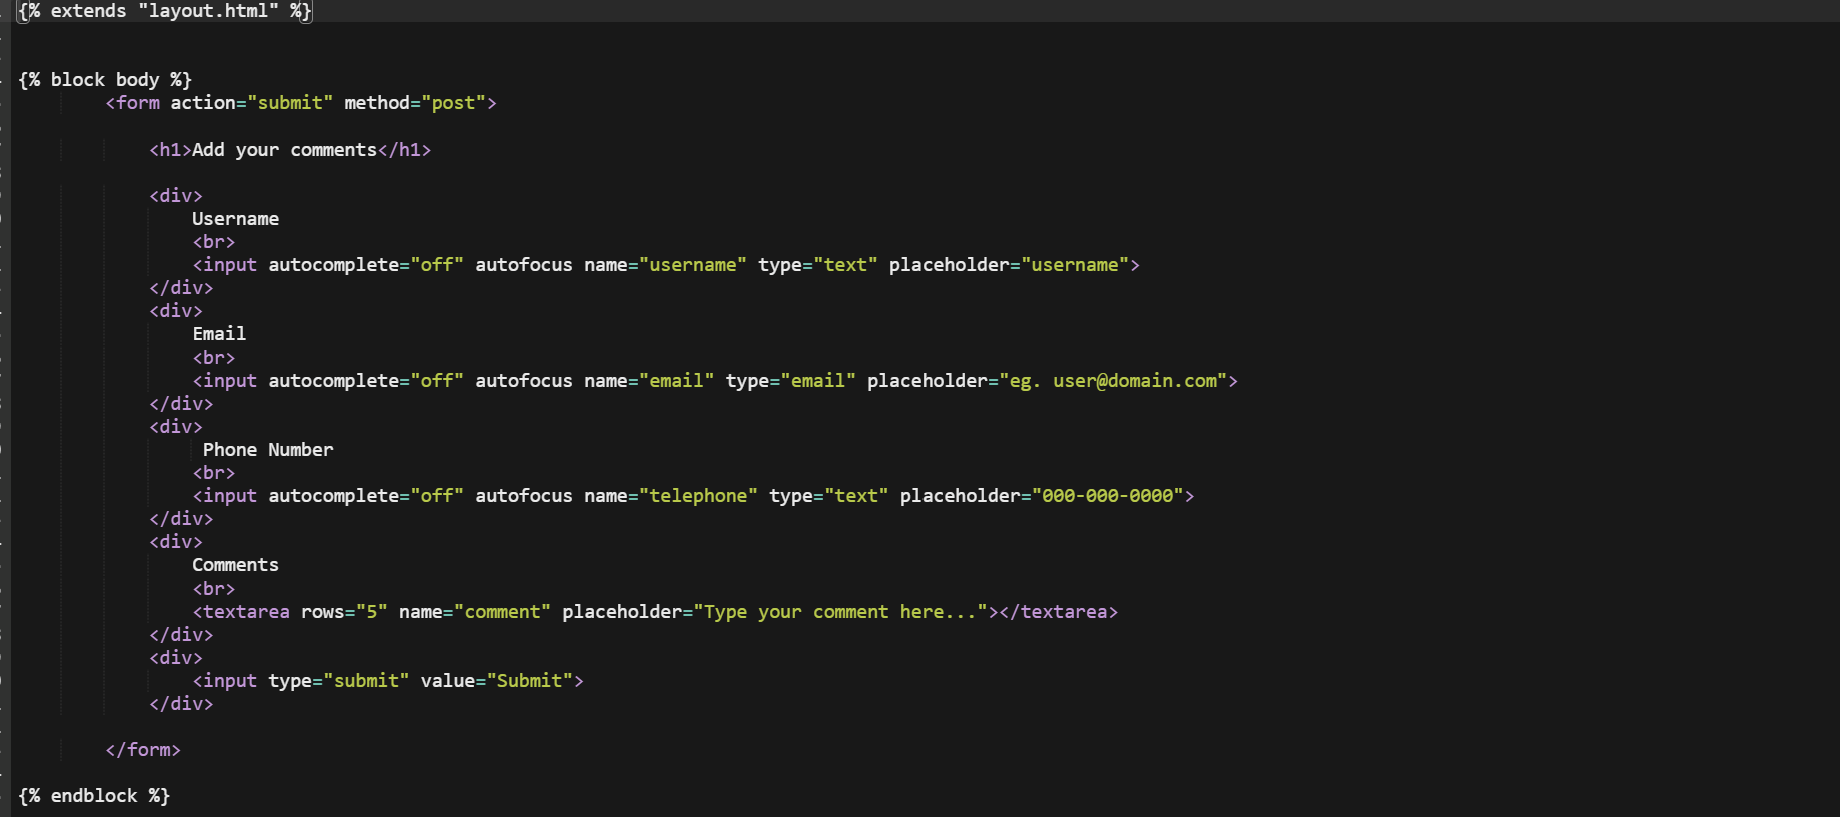 {% extends "layout.html" %}
{% block body %}
<form action="submit" method="post">
<h1>Add your comments</h1>
<div>
Username
<br>
<input autocomplete="off" autofocus name="username" type="text" placeholder="username">
</div>
<div>
Email
<br>
<input autocomplete="off" autofocus name="email" type="email" placeholder="eg. user@domain.com">
</div>
<div>
Phone Number
<br>
<input autocomplete="off" autofocus name="telephone" type="text" placeholder="000-000-0000">
</div>
<div>
Comments
<br>
<textarea rows="5" name="comment" placeholder="Type your comment here..."></textarea>
</div>
<div>
<input type="submit" value="Submit">
</div>
</form>
{% endblock %}